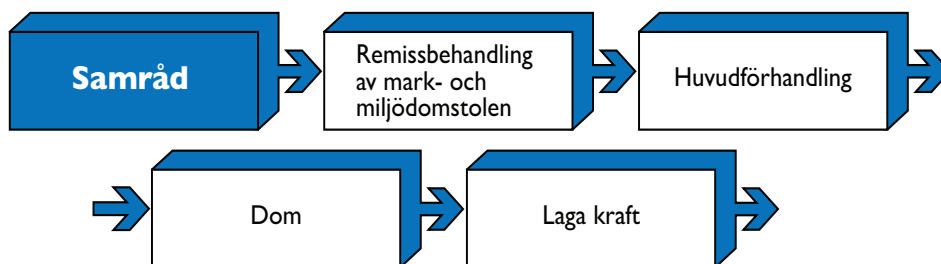 Samråd
Remissbehandling
av mark- och
miljödomstolen
Huvudförhandling
Dom
Laga kraft